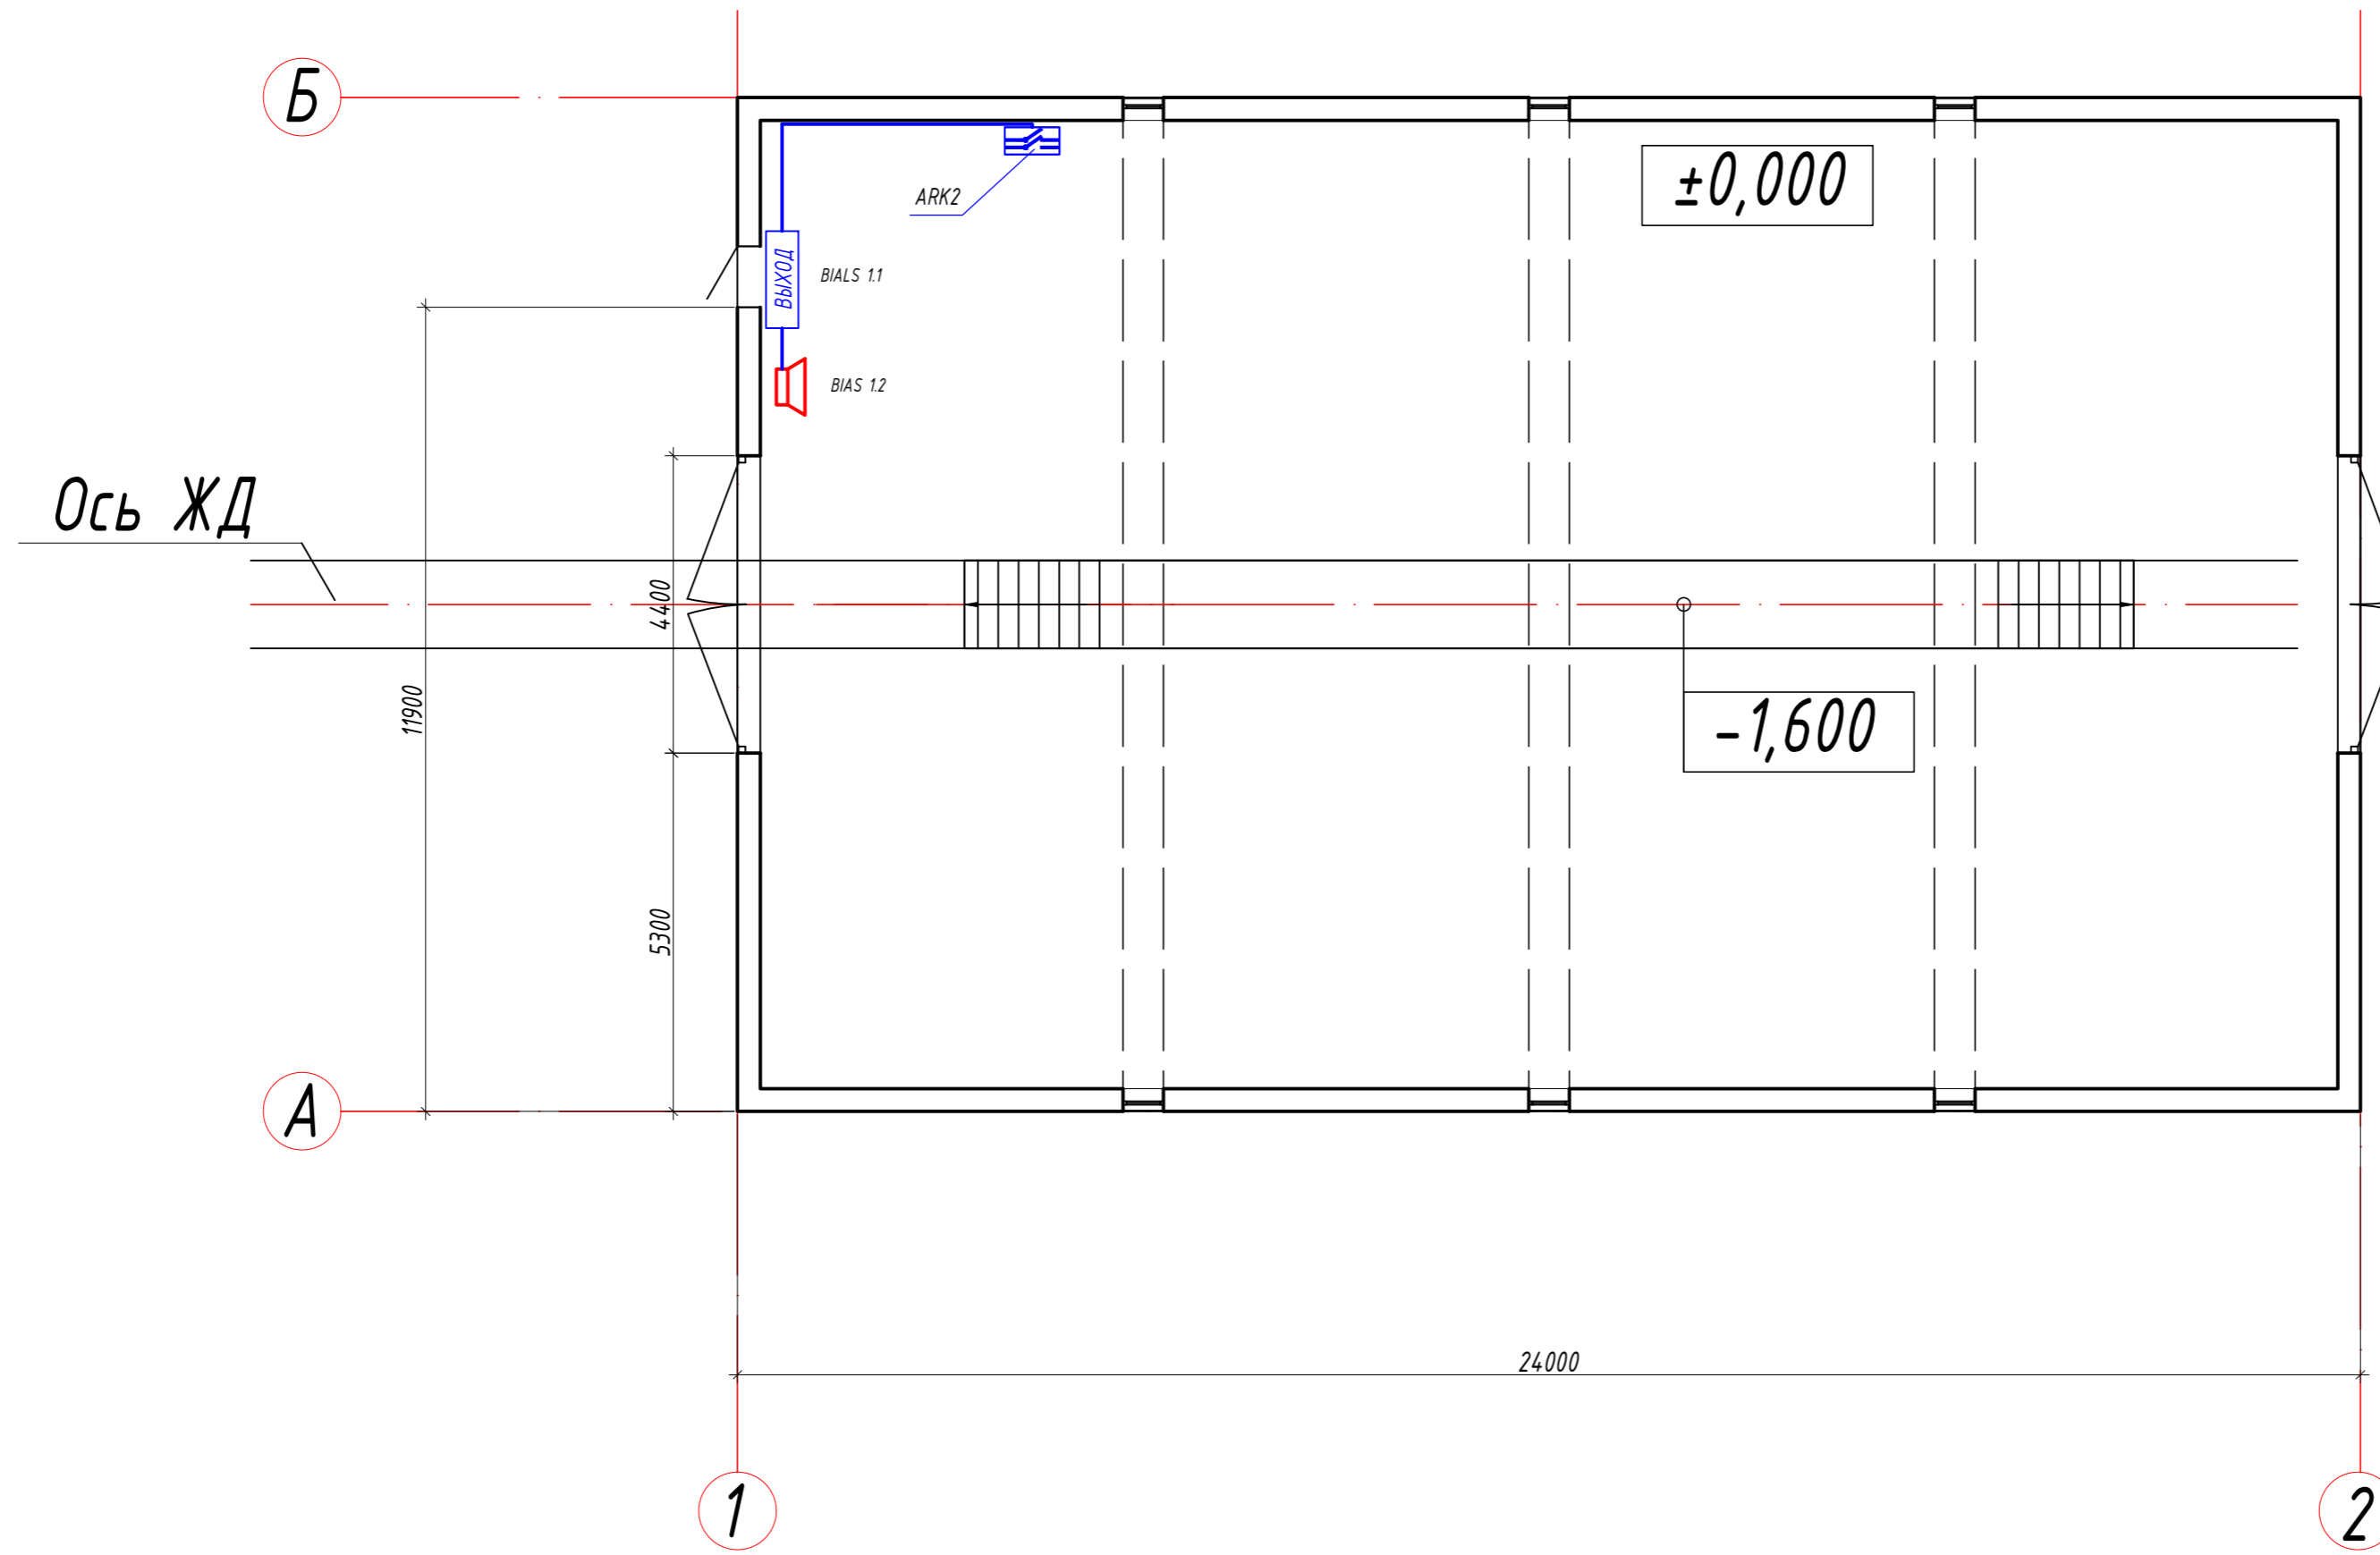 Б
±0,000
ARK2
ВЫХОД
BIALS 1.1
BIAS 1.2
Ось ЖД
4400
11900
-1,600
5300
А
24000
1
2